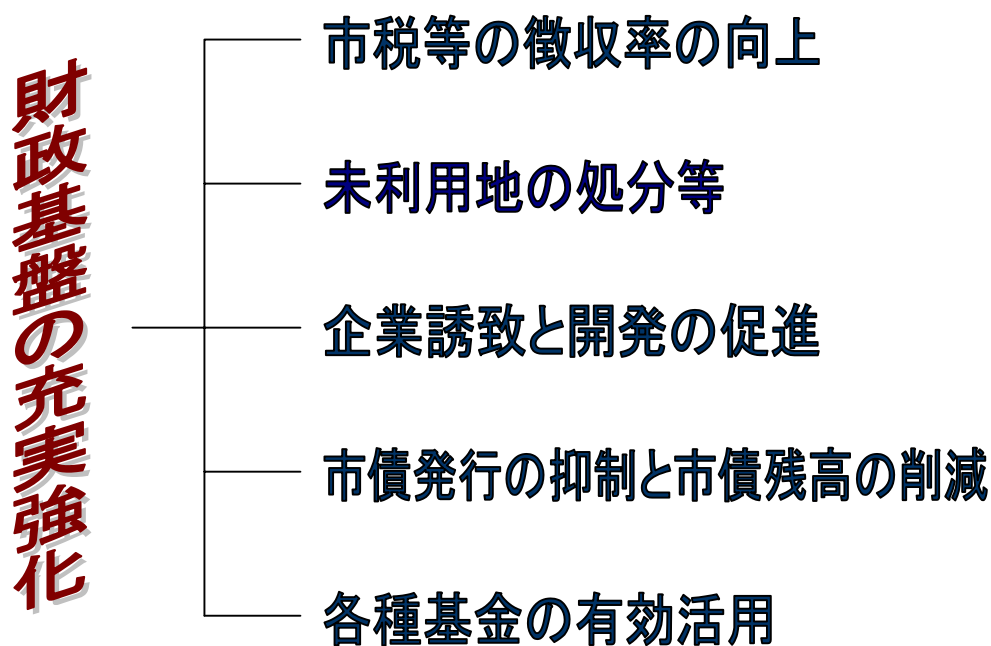 財政基盤の充実強化
市税等の徴収率の向上
未利用地の処分等
企業誘致と開発の促進
市債発行の抑制と市債残高の削減
各種基金の有効活用